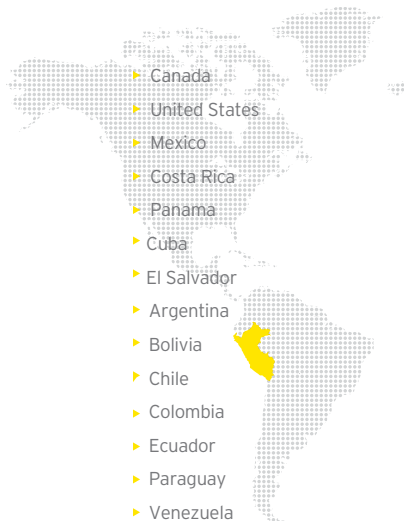 Canada
United States
Mexico
Costa Rica
Panama
Cuba
El Salvador
Argentina
Bolivia
Chile
Colombia
Ecuador
Paraguay
Venezuela